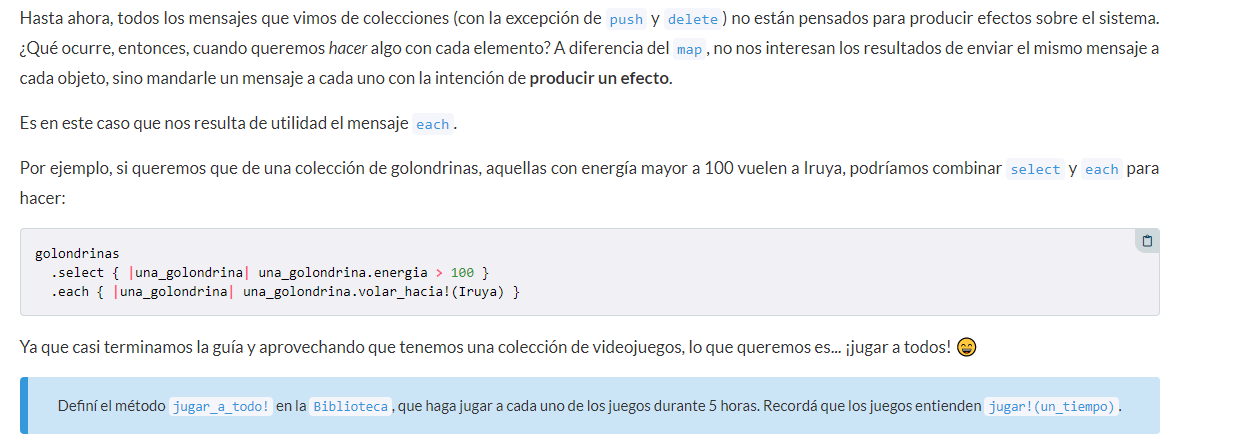 Hasta ahora, todos los mensajes que vimos de colecciones (con la excepción de push y delete) no están pensados para producir efectos sobre el sistema.
¿Qué ocurre, entonces, cuando queremos hacer algo con cada elemento? A diferencia del map, no nos interesan los resultados de enviar el mismo mensaje a
cada objeto, sino mandarle un mensaje a cada uno con la intención de producir un efecto.
Es en este caso que nos resulta de utilidad el mensaje each.
Por ejemplo, si queremos que de una colección de golondrinas, aquellas con energía mayor a 100 vuelen a Iruya, podríamos combinar select y each para
hacer:
golondrinas
  .select { |una_golondrina| una_golondrina.energia > 100 }
  .each { |una_golondrina| una_golondrina.volar_hacia!(Iruya) }
Ya que casi terminamos la guía y aprovechando que tenemos una colección de videojuegos, lo que queremos es... ¡jugar a todos! 😄
Definí el método jugar_a_todo! en la Biblioteca, que haga jugar a cada uno de los juegos durante 5 horas. Recordá que los juegos entienden jugar!(un_tiempo).